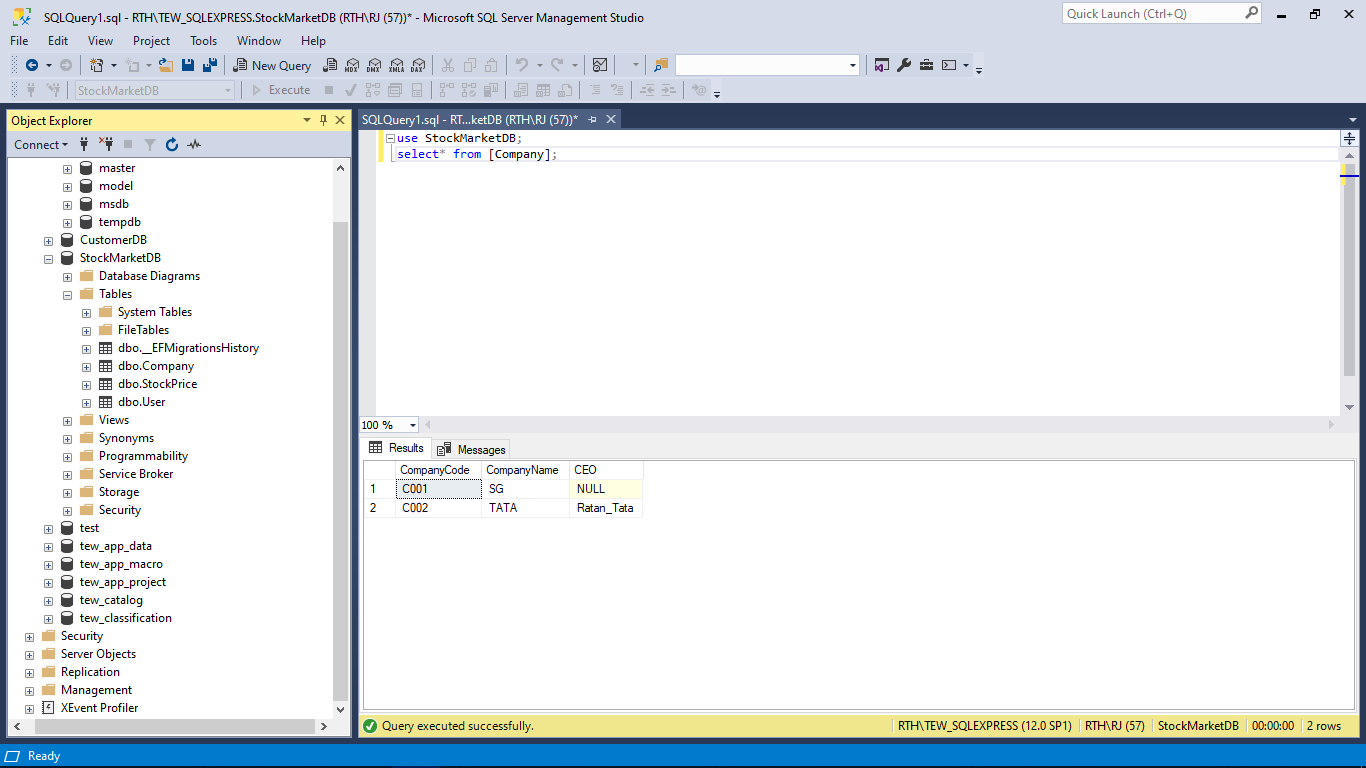 SQLQuery1.sql - RTH\TEW_SQLEXPRESS.StockMarketDB (RTH\RJ (57))* - Microsoft SQL Server Management Studio
Quick Launch (Ctrl+Q)
File Edit View Project Tools Window Help
New Query MDX DMX XMLA DAX
StockMarketDB Execute
Object Explorer
Connect
master
model
msdb
tempdb
CustomerDB
StockMarketDB
Database Diagrams
Tables
System Tables
FileTables
dbo.__EFMigrationsHistory
dbo.Company
dbo.StockPrice
dbo.User
Views
Synonyms
Programmability
Service Broker
Storage
Security
test
tew_app_data
tew_app_macro
tew_app_project
tew_catalog
tew_classification
Security
Server Objects
Replication
Management
XEvent Profiler
SQLQuery1.sql - RT...ketDB (RTH\RJ (57))*
use StockMarketDB;
select* from [Company];
100 %
Results Messages
CompanyCode CompanyName CEO
1 C001 SG NULL
2 C002 TATA Ratan_Tata
Query executed successfully. RTH\TEW_SQLEXPRESS (12.0 SP1) RTH\RJ (57) StockMarketDB 00:00:00 2 rows
Ready